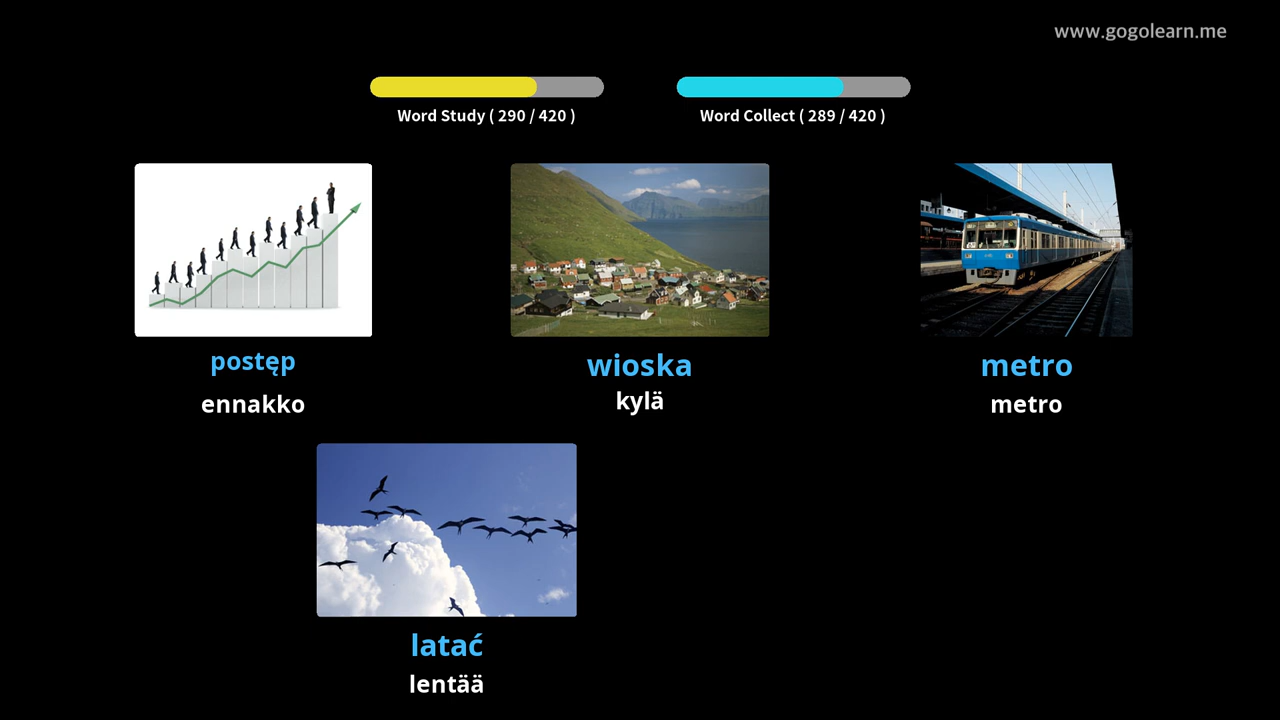 www.gogolearn.me
Word Study ( 290 / 420 )
Word Collect ( 289 / 420 )
postęp
ennakko
wioska
kylä
metro
metro
latać
lentää